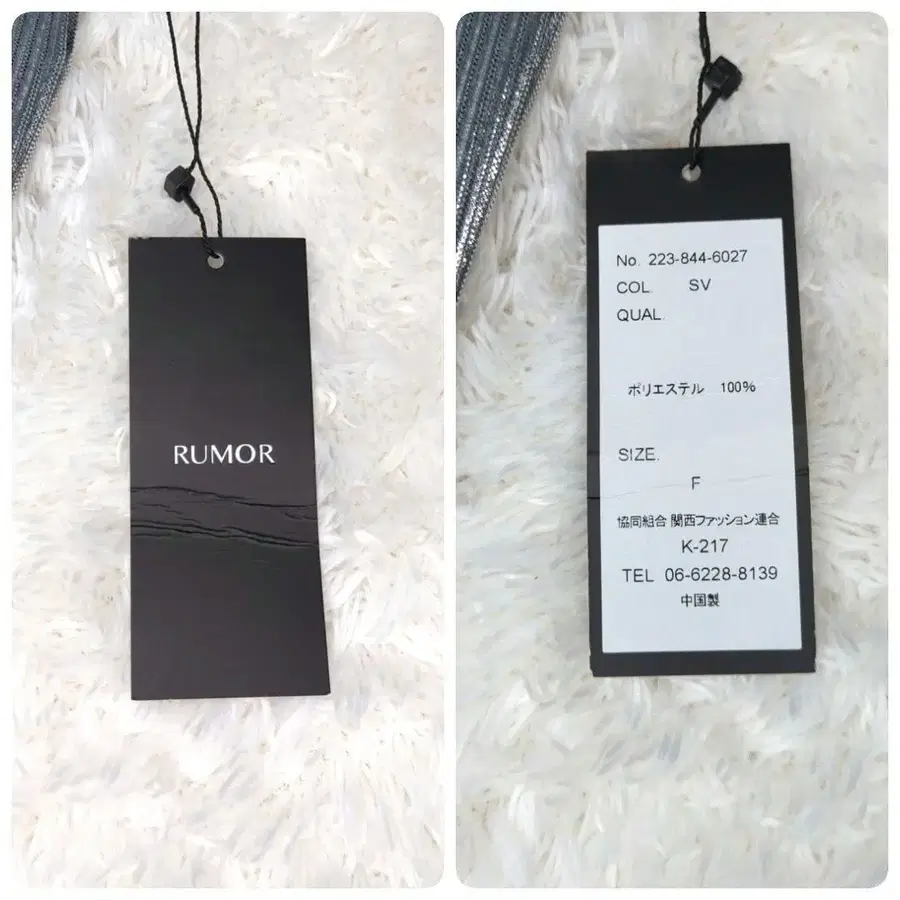 RUMOR
No. 223-844-6027
COL. SV
QUAL.
ポリエステル 100%
SIZE.
F
協同組合 関西ファッション連合
K-217
TEL 06-6228-8139
中国製